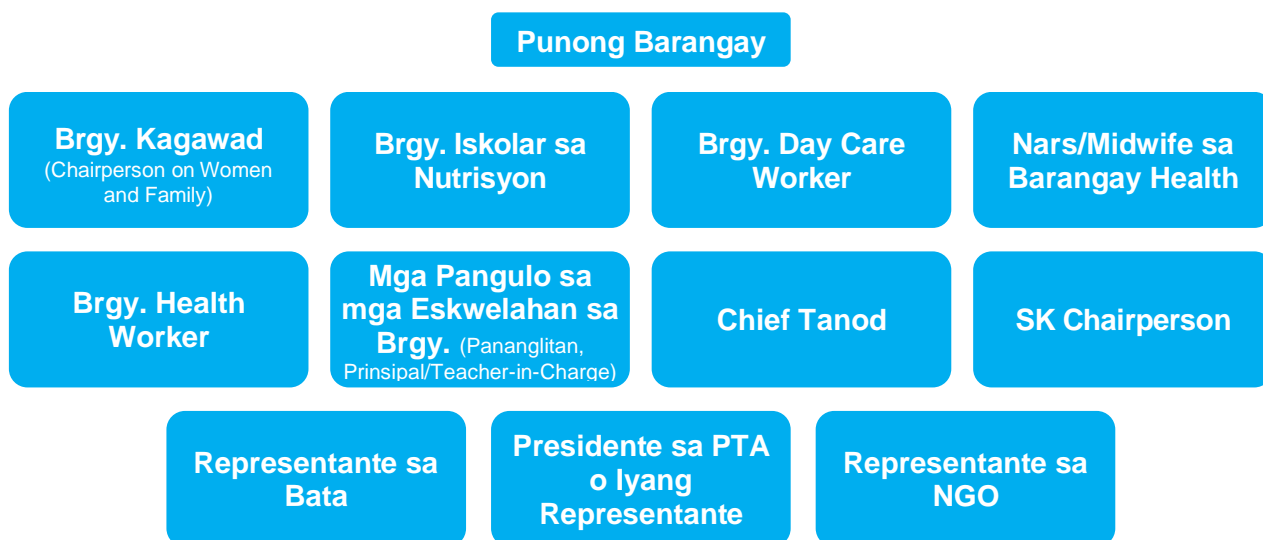 Punong Barangay
Brgy. Kagawad
(Chairperson on Women
and Family)
Brgy. Iskolar sa
Nutrisyon
Brgy. Day Care
Worker
Nars/Midwife sa
Barangay Health
Brgy. Health
Worker
Mga Pangulo sa
mga Eskwelahan sa
Brgy. (Pananglitan,
Prinsipal/Teacher-in-Charge)
Chief Tanod
SK Chairperson
Representante sa
Bata
Presidente sa PTA
o Iyang
Representante
Representante sa
NGO